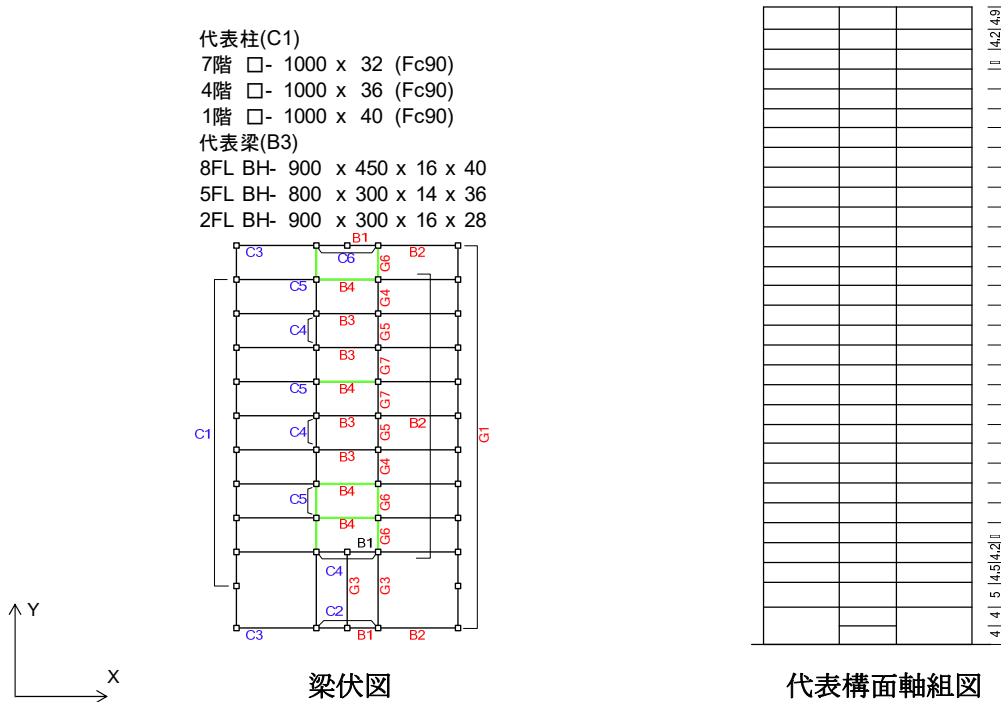 代表柱(C1)
7階 □- 1000 x 32 (Fc90)
4階 □- 1000 x 36 (Fc90)
1階 □- 1000 x 40 (Fc90)
代表梁(B3)
8FL BH- 900 x 450 x 16 x 40
5FL BH- 800 x 300 x 14 x 36
2FL BH- 900 x 300 x 16 x 28
B1
C3 C6 B2
G6
C5 B4
G4
C4 B3 G5
B3
G7
C5 B4
G7
C1 C4 B3 G5 B2 G1
B3
G4
C5 B4 G6
B4
G6
B1
C4
G3 G3
C2
C3 B1 B2
Y
X
梁伏図
4.9
4.2
▯
▯
4.2
4.5
5
4
4
代表構面軸組図